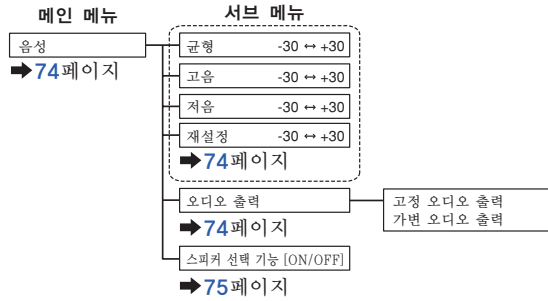 메인 메뉴
서브 메뉴
음성
➡74페이지
균형 -30 ↔ +30
고음 -30 ↔ +30
저음 -30 ↔ +30
재설정 -30 ↔ +30
➡74페이지
오디오 출력
➡74페이지
고정 오디오 출력
가변 오디오 출력
스피커 선택 기능 [ON/OFF]
➡75페이지